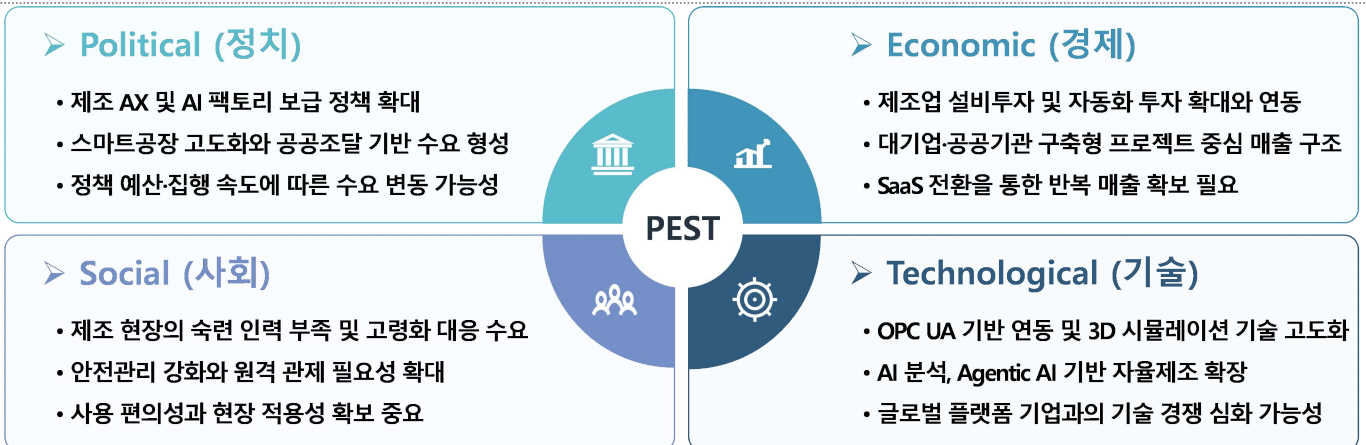 ➢ Political (정치)
• 제조 AX 및 AI 팩토리 보급 정책 확대
• 스마트공장 고도화와 공공조달 기반 수요 형성
• 정책 예산·집행 속도에 따른 수요 변동 가능성
➢ Economic (경제)
• 제조업 설비투자 및 자동화 투자 확대와 연동
• 대기업·공공기관 구축형 프로젝트 중심 매출 구조
• SaaS 전환을 통한 반복 매출 확보 필요
PEST
➢ Social (사회)
• 제조 현장의 숙련 인력 부족 및 고령화 대응 수요
• 안전관리 강화와 원격 관제 필요성 확대
• 사용 편의성과 현장 적용성 확보 중요
➢ Technological (기술)
• OPC UA 기반 연동 및 3D 시뮬레이션 기술 고도화
• AI 분석, Agentic AI 기반 자율제조 확장
• 글로벌 플랫폼 기업과의 기술 경쟁 심화 가능성